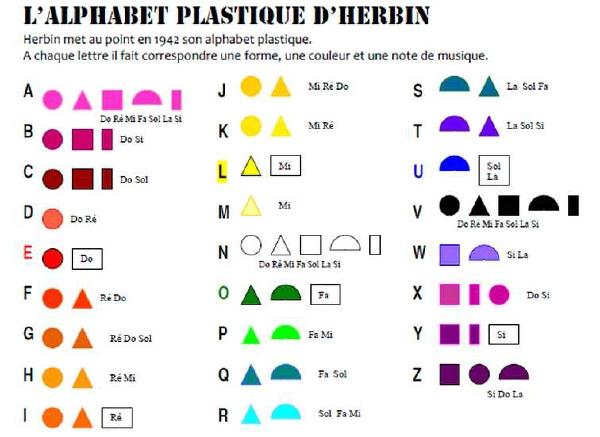 L'ALPHABET PLASTIQUE D'HERBIN
Herbin met au point en 1942 son alphabet plastique.
A chaque lettre il fait correspondre une forme, une couleur et une note de musique.
A
Do Ré Mi Fa Sol La Si
B Do Si
C Do Sol
D Do Ré
E Do
F Ré Do
G Ré Do Sol
H Ré Mi
I Ré
J Mi Ré Do
K Mi Ré
L Mi
M Mi
N
Do Ré Mi Fa Sol La Si
O Fa
P Fa Mi
Q Fa Sol
R Sol Fa Mi
S La Sol Fa
T La Sol Si
U Sol
La
V
Do Ré Mi Fa Sol La Si
W Si La
X Do Si
Y Si
Z
Si Do La